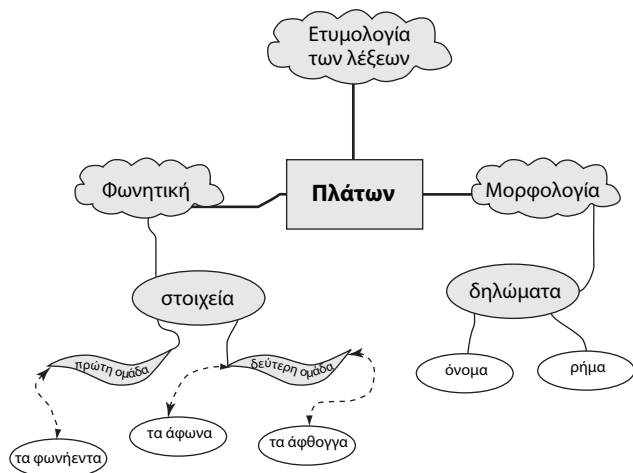 Ετυμολογία
των λέξεων
Φωνητική
Πλάτων
Μορφολογία
στοιχεία
δηλώματα
πρώτη ομάδα
δεύτερη ομάδα
όνομα
ρήμα
τα φωνήεντα
τα άφωνα
τα άφθογγα